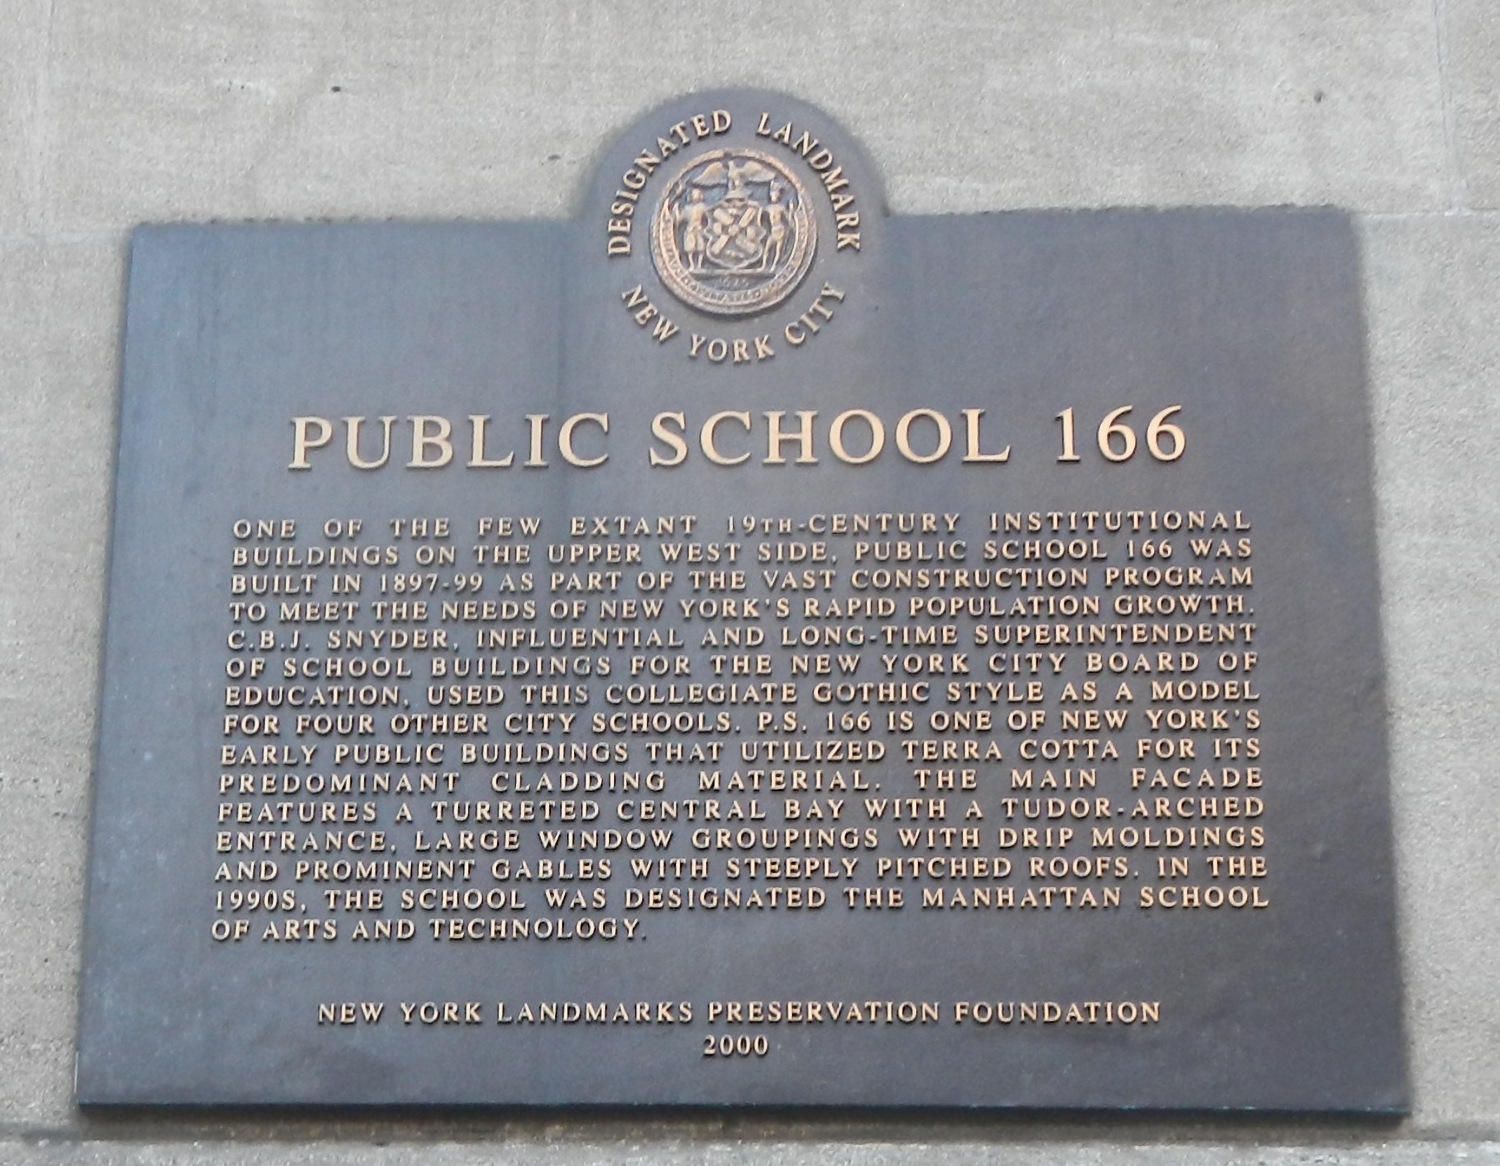 DESIGNATED LANDMARK
NEW YORK CITY
PUBLIC SCHOOL 166
ONE OF THE FEW EXTANT 19TH-CENTURY INSTITUTIONAL
BUILDINGS ON THE UPPER WEST SIDE, PUBLIC SCHOOL 166 WAS
BUILT IN 1897-99 AS PART OF THE VAST CONSTRUCTION PROGRAM
TO MEET THE NEEDS OF NEW YORK'S RAPID POPULATION GROWTH.
C.B.J. SNYDER, INFLUENTIAL AND LONG-TIME SUPERINTENDENT
OF SCHOOL BUILDINGS FOR THE NEW YORK CITY BOARD OF
EDUCATION, USED THIS COLLEGIATE GOTHIC STYLE AS A MODEL
FOR FOUR OTHER CITY SCHOOLS. P.S. 166 IS ONE OF NEW YORK'S
EARLY PUBLIC BUILDINGS THAT UTILIZED TERRA COTTA FOR ITS
PREDOMINANT CLADDING MATERIAL. THE MAIN FACADE
FEATURES A TURRETED CENTRAL BAY WITH A TUDOR-ARCHED
ENTRANCE, LARGE WINDOW GROUPINGS WITH DRIP MOLDINGS
AND PROMINENT GABLES WITH STEEPLY PITCHED ROOFS. IN THE
1990S, THE SCHOOL WAS DESIGNATED THE MANHATTAN SCHOOL
OF ARTS AND TECHNOLOGY.
NEW YORK LANDMARKS PRESERVATION FOUNDATION
2000